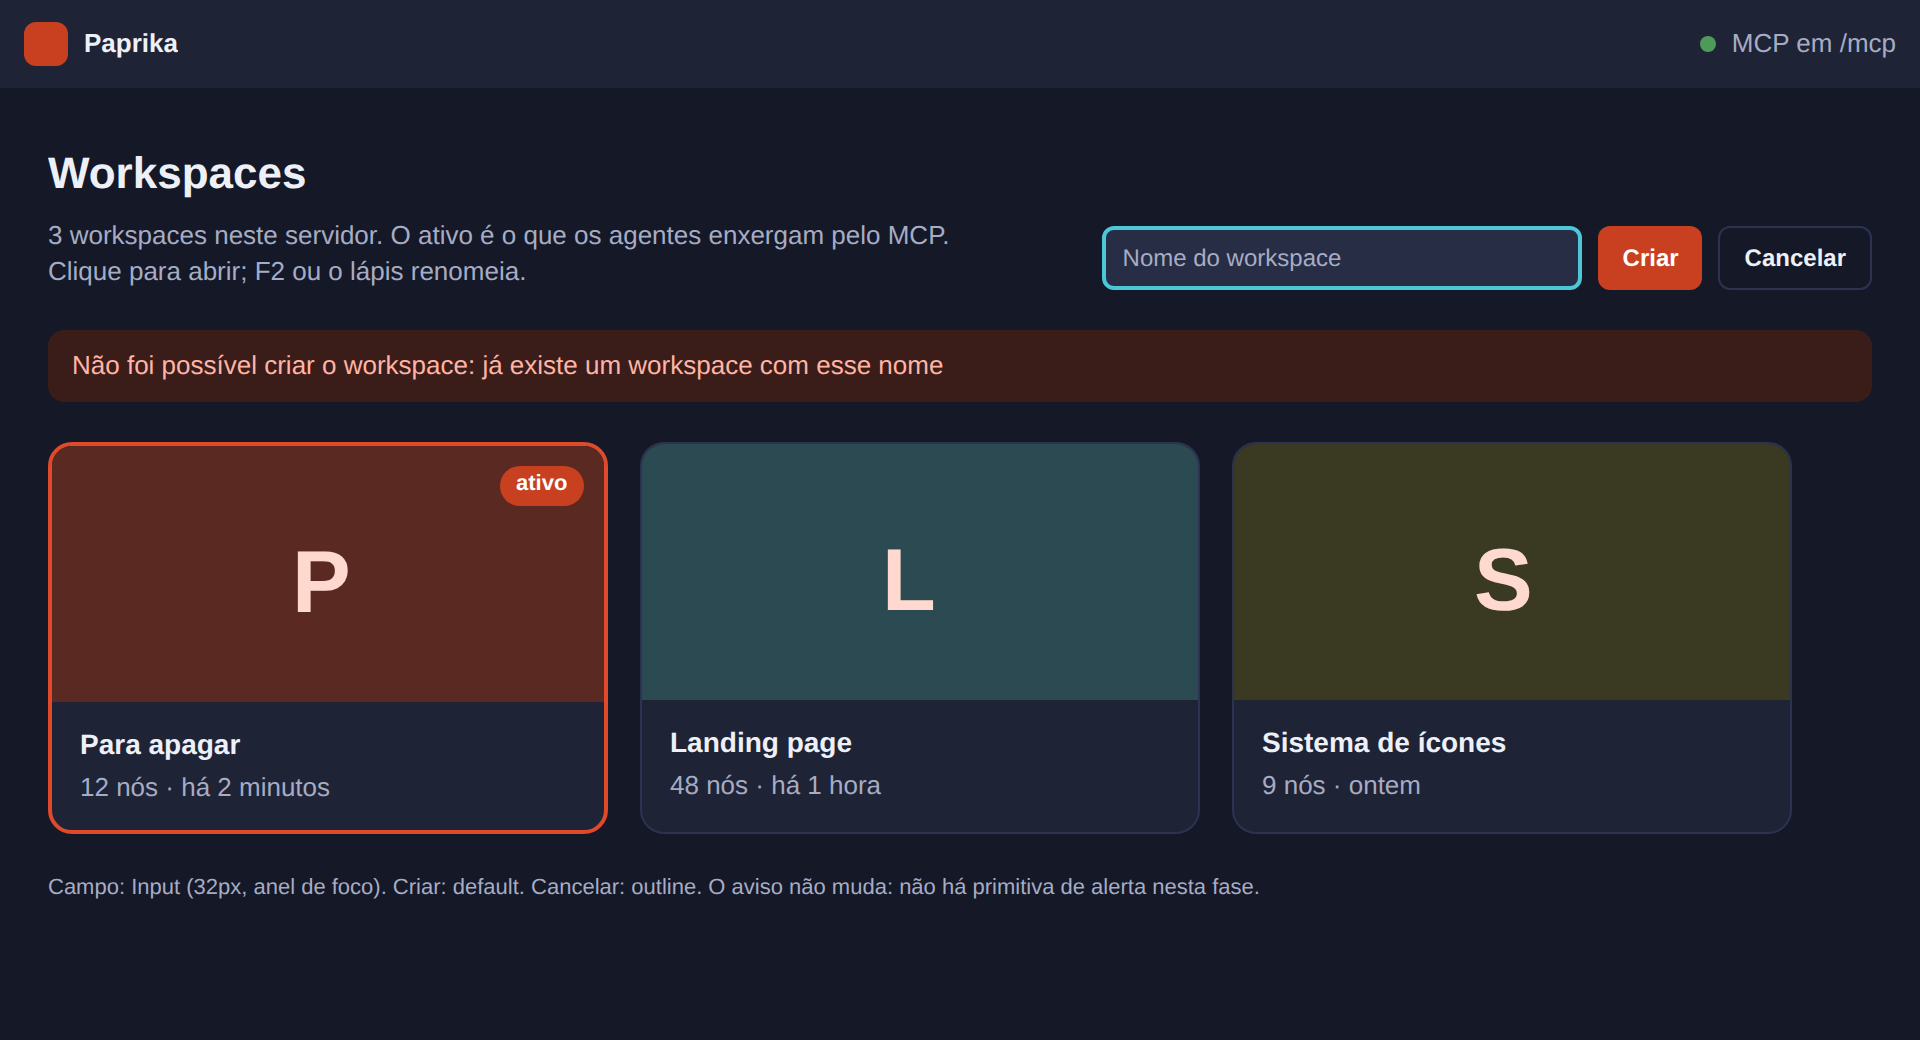 Paprika
MCP em /mcp
Workspaces
3 workspaces neste servidor. O ativo é o que os agentes enxergam pelo MCP.
Clique para abrir; F2 ou o lápis renomeia.
Nome do workspace
Criar
Cancelar
Não foi possível criar o workspace: já existe um workspace com esse nome
ativo
P
Para apagar
12 nós · há 2 minutos
L
Landing page
48 nós · há 1 hora
S
Sistema de ícones
9 nós · ontem
Campo: Input (32px, anel de foco). Criar: default. Cancelar: outline. O aviso não muda: não há primitiva de alerta nesta fase.